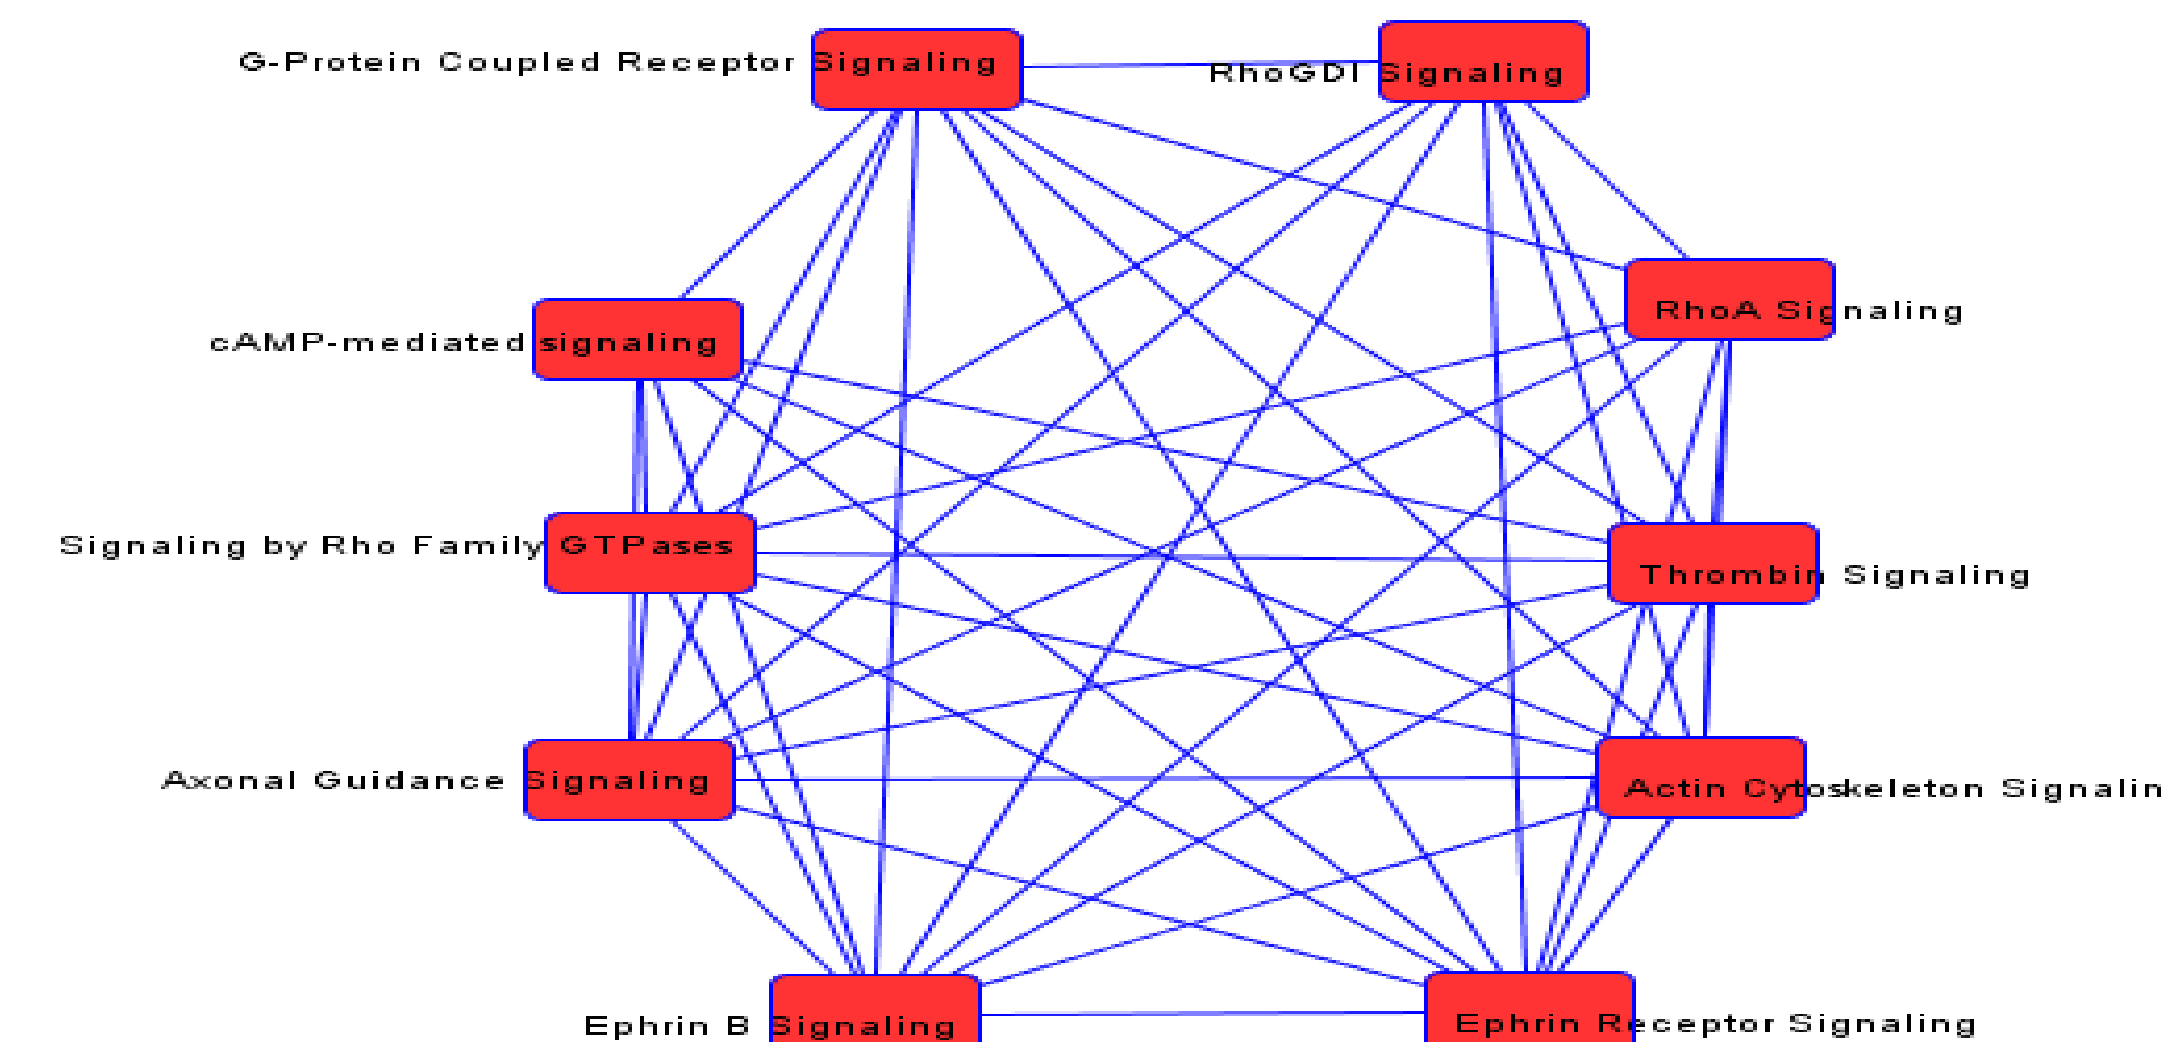 G-Protein Coupled Receptor Signaling
RhoGDI Signaling
RhoA Signaling
cAMP-mediated signaling
Signaling by Rho Family GTPases
Thrombin Signaling
Axonal Guidance Signaling
Actin Cytoskeleton Signalin
Ephrin B Signaling
Ephrin Receptor Signaling